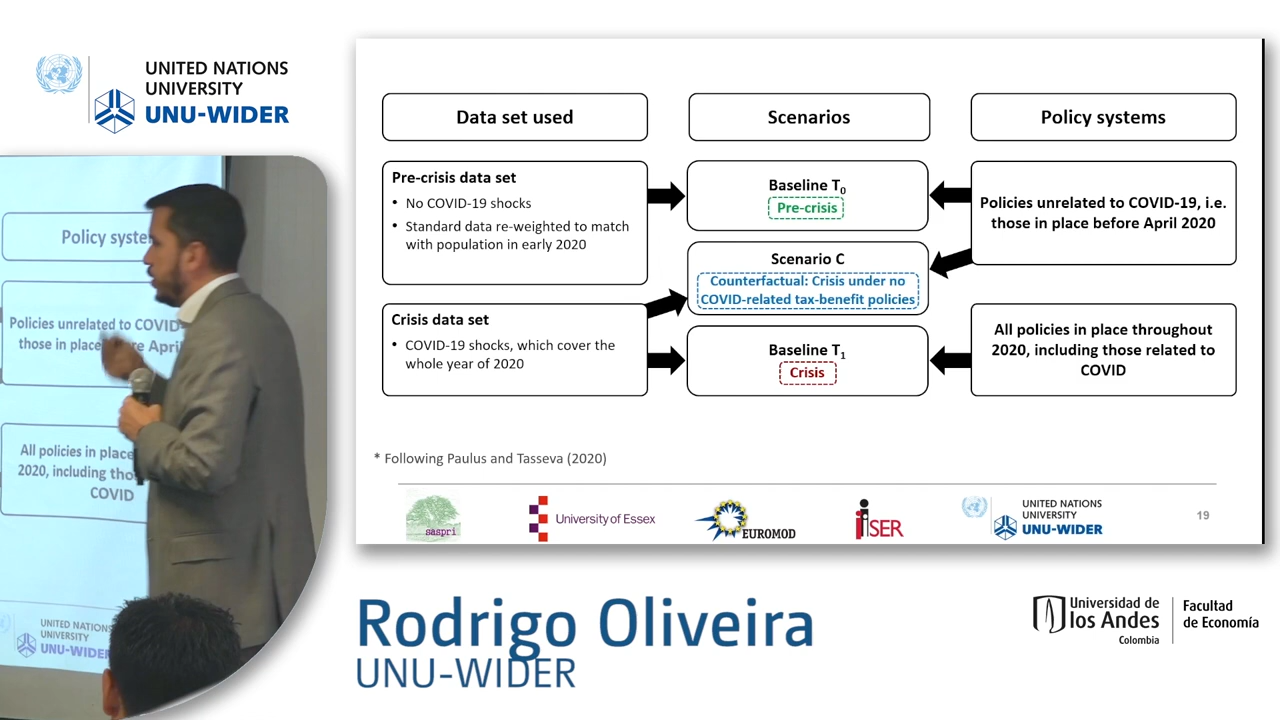 UNITED NATIONS
UNIVERSITY
UNU-WIDER
Policy syste
Policies unrelated to COVID
those in place before April
All policies in place
2020, including tho
COVID
UNITED NATIONS
UNIVERSITY
UNU-WIDER
Data set used
Scenarios
Policy systems
Pre-crisis data set
• No COVID-19 shocks
• Standard data re-weighted to match
with population in early 2020
Baseline T0
Pre-crisis
Policies unrelated to COVID-19, i.e.
those in place before April 2020
Scenario C
Counterfactual: Crisis under no
COVID-related tax-benefit policies
Crisis data set
• COVID-19 shocks, which cover the
whole year of 2020
Baseline T1
Crisis
All policies in place throughout
2020, including those related to
COVID
* Following Paulus and Tasseva (2020)
saspri
University of Essex
EUROMOD
ISER
UNITED NATIONS
UNIVERSITY
UNU-WIDER
19
Rodrigo Oliveira
UNU-WIDER
Universidad de
los Andes
Colombia
Facultad
de Economía